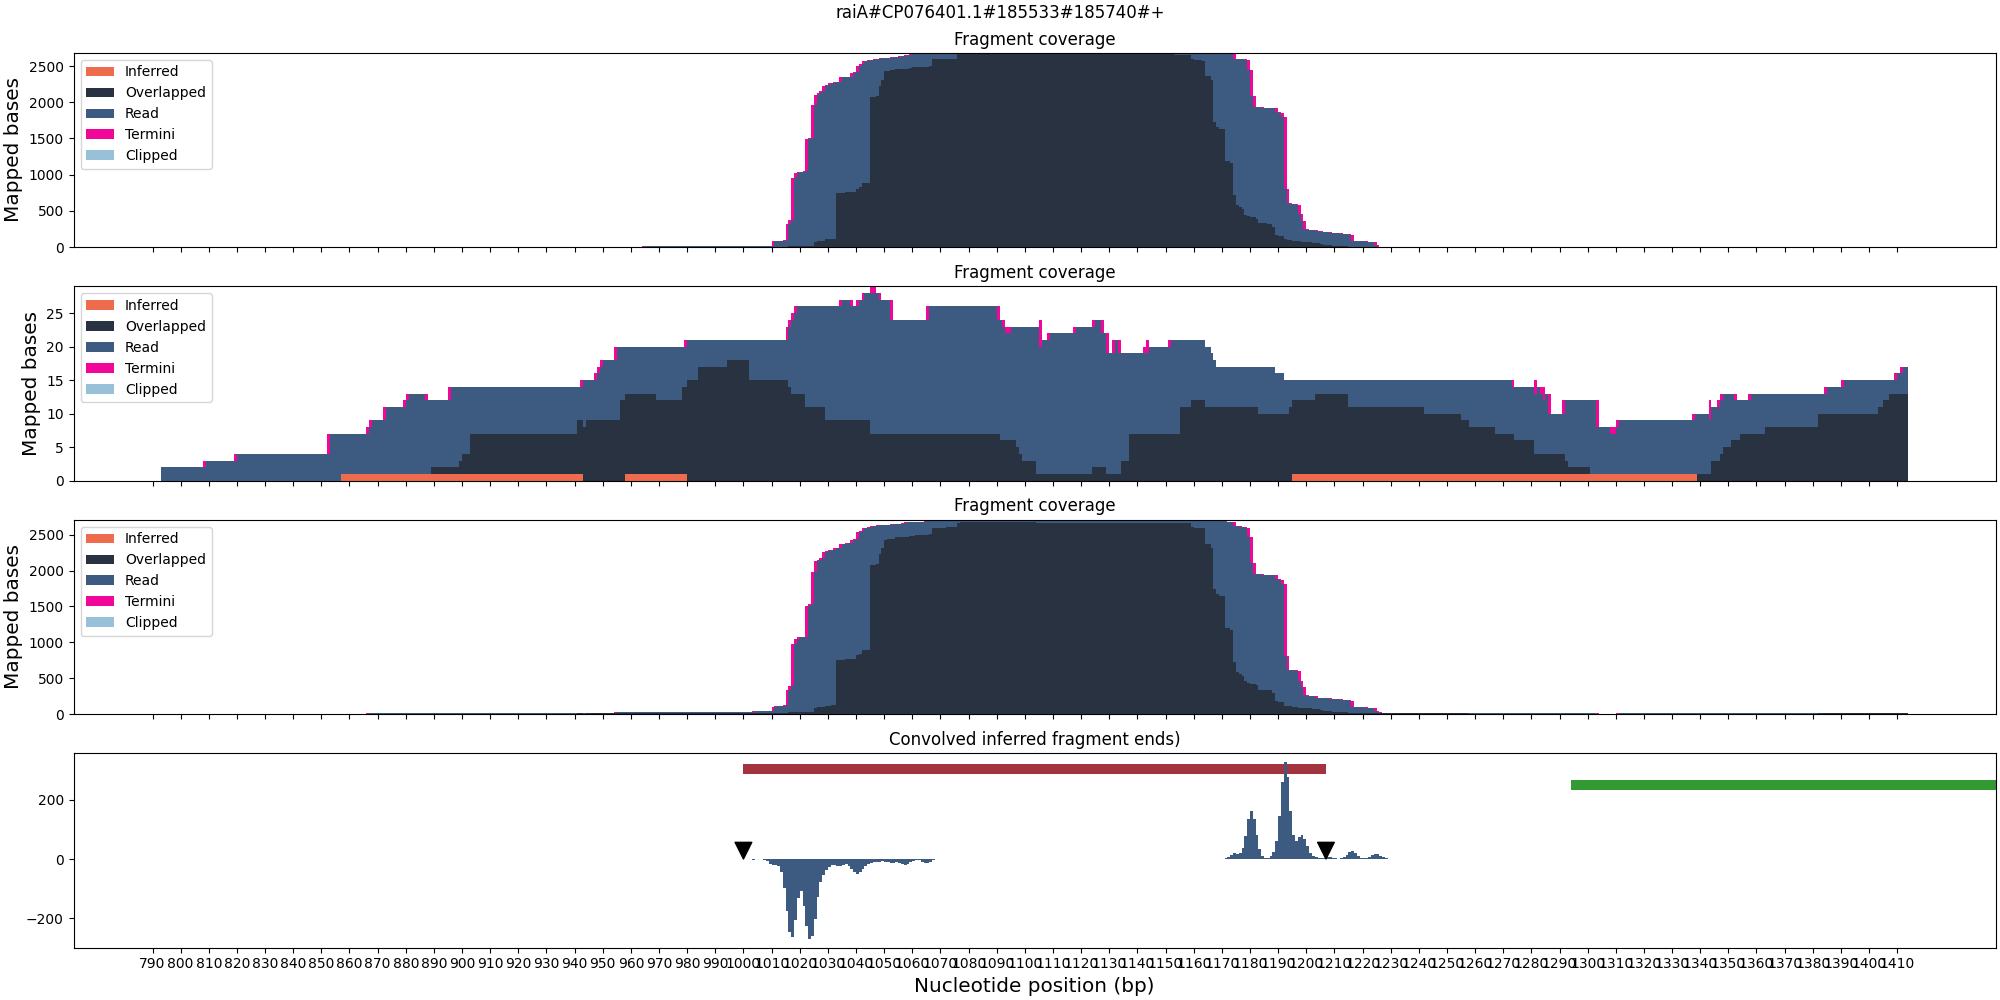 raiA#CP076401.1#185533#185740#+
Fragment coverage
Mapped bases
2500
2000
1500
1000
500
0
Inferred
Overlapped
Read
Termini
Clipped
Fragment coverage
Mapped bases
25
20
15
10
5
0
Inferred
Overlapped
Read
Termini
Clipped
Fragment coverage
Mapped bases
2500
2000
1500
1000
500
0
Inferred
Overlapped
Read
Termini
Clipped
Convolved inferred fragment ends)
200
0
−200
790 800 810 820 830 840 850 860 870 880 890 900 910 920 930 940 950 960 970 980 990 1000 1010 1020 1030 1040 1050 1060 1070 1080 1090 1100 1110 1120 1130 1140 1150 1160 1170 1180 1190 1200 1210 1220 1230 1240 1250 1260 1270 1280 1290 1300 1310 1320 1330 1340 1350 1360 1370 1380 1390 1400 1410
Nucleotide position (bp)